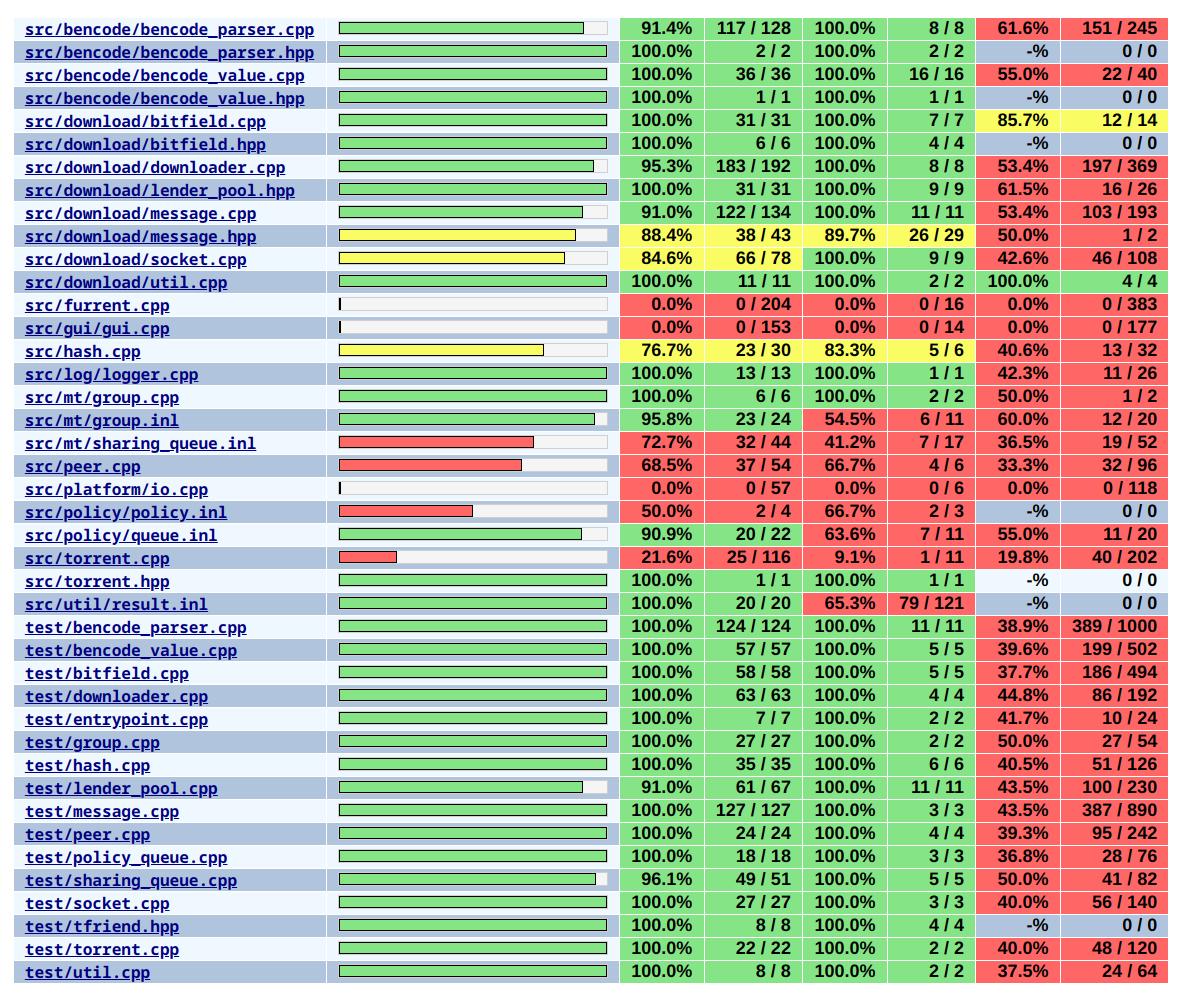 src/bencode/bencode_parser.cpp 91.4% 117 / 128 100.0% 8 / 8 61.6% 151 / 245
src/bencode/bencode_parser.hpp 100.0% 2 / 2 100.0% 2 / 2 -% 0 / 0
src/bencode/bencode_value.cpp 100.0% 36 / 36 100.0% 16 / 16 55.0% 22 / 40
src/bencode/bencode_value.hpp 100.0% 1 / 1 100.0% 1 / 1 -% 0 / 0
src/download/bitfield.cpp 100.0% 31 / 31 100.0% 7 / 7 85.7% 12 / 14
src/download/bitfield.hpp 100.0% 6 / 6 100.0% 4 / 4 -% 0 / 0
src/download/downloader.cpp 95.3% 183 / 192 100.0% 8 / 8 53.4% 197 / 369
src/download/lender_pool.hpp 100.0% 31 / 31 100.0% 9 / 9 61.5% 16 / 26
src/download/message.cpp 91.0% 122 / 134 100.0% 11 / 11 53.4% 103 / 193
src/download/message.hpp 88.4% 38 / 43 89.7% 26 / 29 50.0% 1 / 2
src/download/socket.cpp 84.6% 66 / 78 100.0% 9 / 9 42.6% 46 / 108
src/download/util.cpp 100.0% 11 / 11 100.0% 2 / 2 100.0% 4 / 4
src/furrent.cpp 0.0% 0 / 204 0.0% 0 / 16 0.0% 0 / 383
src/gui/gui.cpp 0.0% 0 / 153 0.0% 0 / 14 0.0% 0 / 177
src/hash.cpp 76.7% 23 / 30 83.3% 5 / 6 40.6% 13 / 32
src/log/logger.cpp 100.0% 13 / 13 100.0% 1 / 1 42.3% 11 / 26
src/mt/group.cpp 100.0% 6 / 6 100.0% 2 / 2 50.0% 1 / 2
src/mt/group.inl 95.8% 23 / 24 54.5% 6 / 11 60.0% 12 / 20
src/mt/sharing_queue.inl 72.7% 32 / 44 41.2% 7 / 17 36.5% 19 / 52
src/peer.cpp 68.5% 37 / 54 66.7% 4 / 6 33.3% 32 / 96
src/platform/io.cpp 0.0% 0 / 57 0.0% 0 / 6 0.0% 0 / 118
src/policy/policy.inl 50.0% 2 / 4 66.7% 2 / 3 -% 0 / 0
src/policy/queue.inl 90.9% 20 / 22 63.6% 7 / 11 55.0% 11 / 20
src/torrent.cpp 21.6% 25 / 116 9.1% 1 / 11 19.8% 40 / 202
src/torrent.hpp 100.0% 1 / 1 100.0% 1 / 1 -% 0 / 0
src/util/result.inl 100.0% 20 / 20 65.3% 79 / 121 -% 0 / 0
test/bencode_parser.cpp 100.0% 124 / 124 100.0% 11 / 11 38.9% 389 / 1000
test/bencode_value.cpp 100.0% 57 / 57 100.0% 5 / 5 39.6% 199 / 502
test/bitfield.cpp 100.0% 58 / 58 100.0% 5 / 5 37.7% 186 / 494
test/downloader.cpp 100.0% 63 / 63 100.0% 4 / 4 44.8% 86 / 192
test/entrypoint.cpp 100.0% 7 / 7 100.0% 2 / 2 41.7% 10 / 24
test/group.cpp 100.0% 27 / 27 100.0% 2 / 2 50.0% 27 / 54
test/hash.cpp 100.0% 35 / 35 100.0% 6 / 6 40.5% 51 / 126
test/lender_pool.cpp 91.0% 61 / 67 100.0% 11 / 11 43.5% 100 / 230
test/message.cpp 100.0% 127 / 127 100.0% 3 / 3 43.5% 387 / 890
test/peer.cpp 100.0% 24 / 24 100.0% 4 / 4 39.3% 95 / 242
test/policy_queue.cpp 100.0% 18 / 18 100.0% 3 / 3 36.8% 28 / 76
test/sharing_queue.cpp 96.1% 49 / 51 100.0% 5 / 5 50.0% 41 / 82
test/socket.cpp 100.0% 27 / 27 100.0% 3 / 3 40.0% 56 / 140
test/tfriend.hpp 100.0% 8 / 8 100.0% 4 / 4 -% 0 / 0
test/torrent.cpp 100.0% 22 / 22 100.0% 2 / 2 40.0% 48 / 120
test/util.cpp 100.0% 8 / 8 100.0% 2 / 2 37.5% 24 / 64